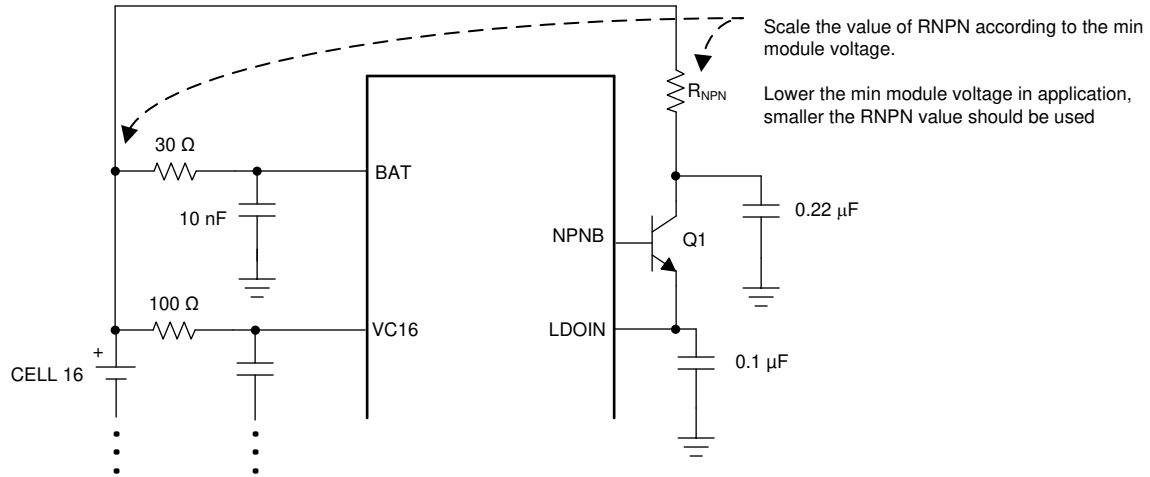 Scale the value of RNPN according to the min
module voltage.
Lower the min module voltage in application,
smaller the RNPN value should be used
RNPN
30 Ω
BAT
10 nF
0.22 μF
NPNB
Q1
100 Ω
VC16
LDOIN
+
CELL 16
0.1 μF